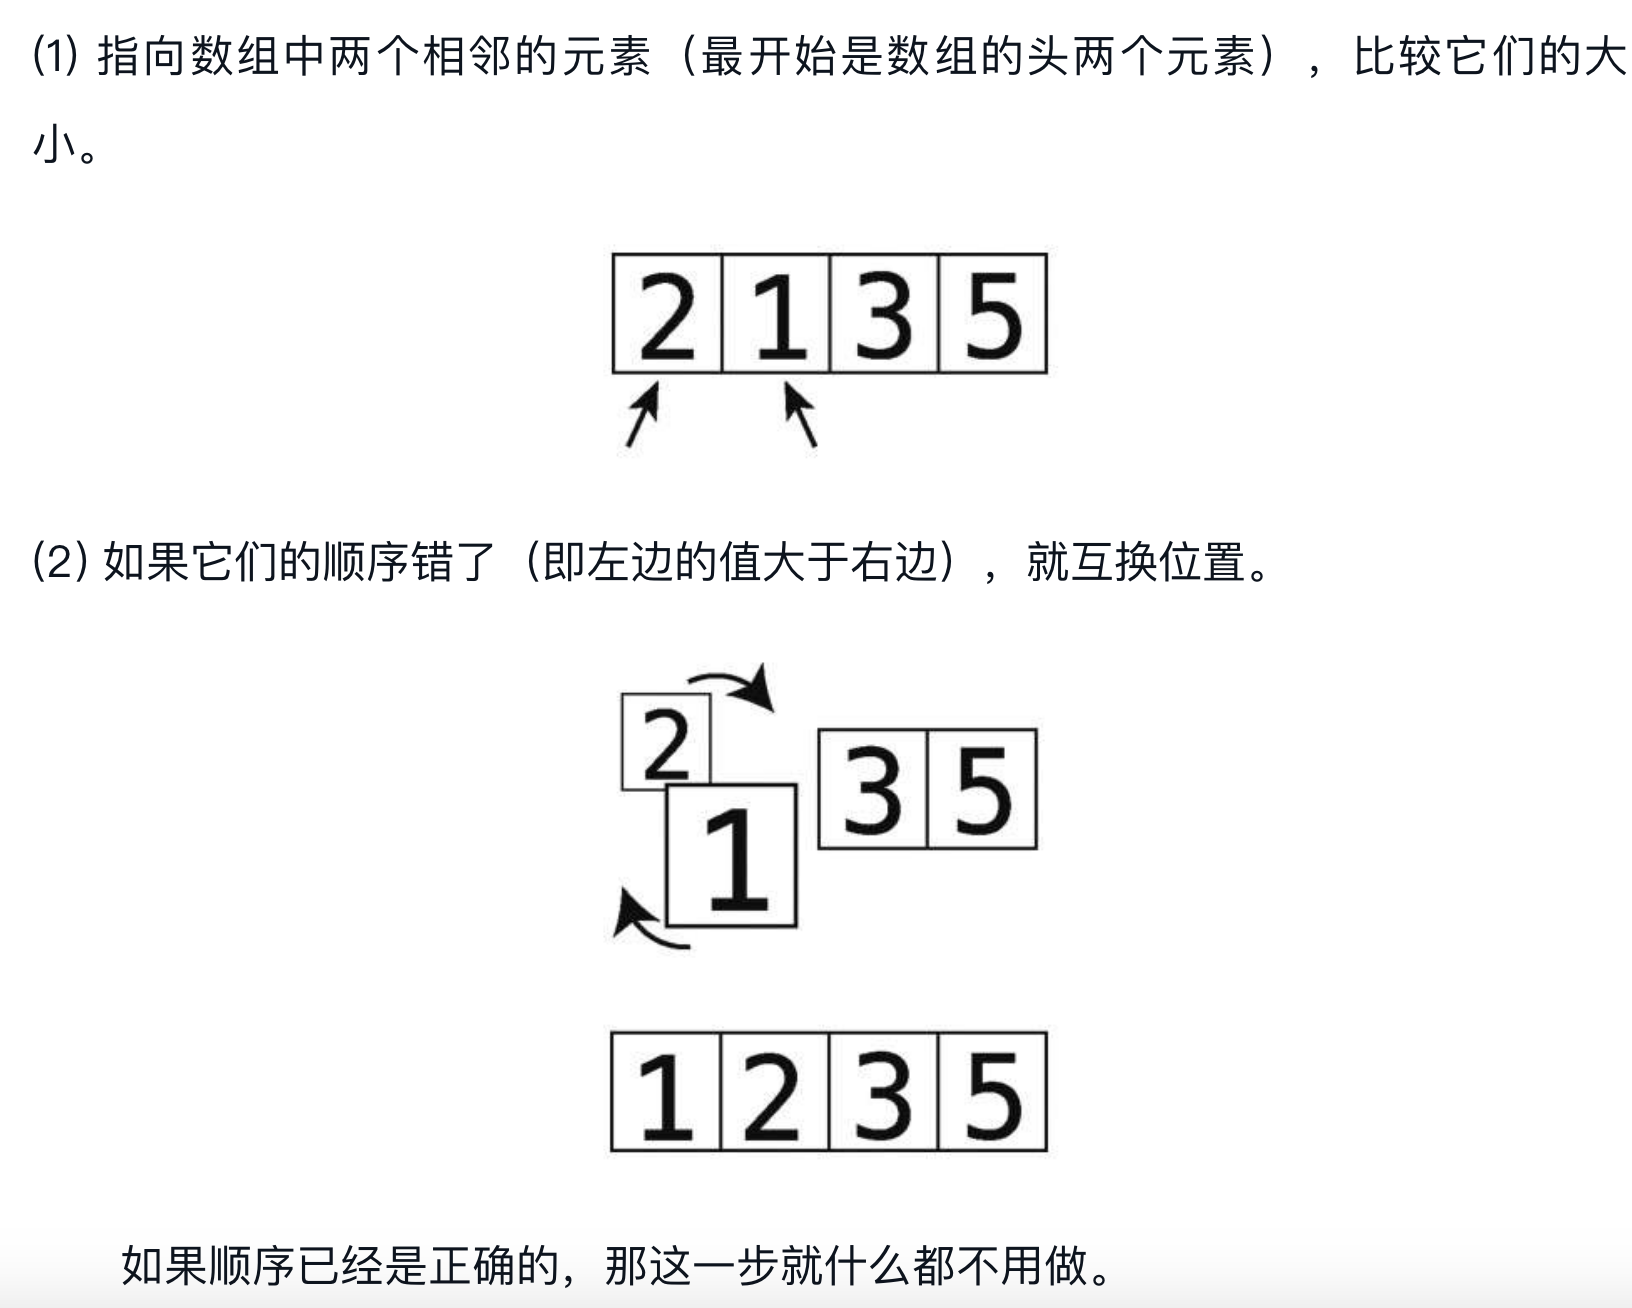 (1) 指向数组中两个相邻的元素（最开始是数组的头两个元素），比较它们的大
小。
2 1 3 5
(2) 如果它们的顺序错了（即左边的值大于右边），就互换位置。
2
3 5
1
1 2 3 5
如果顺序已经是正确的，那这一步就什么都不用做。